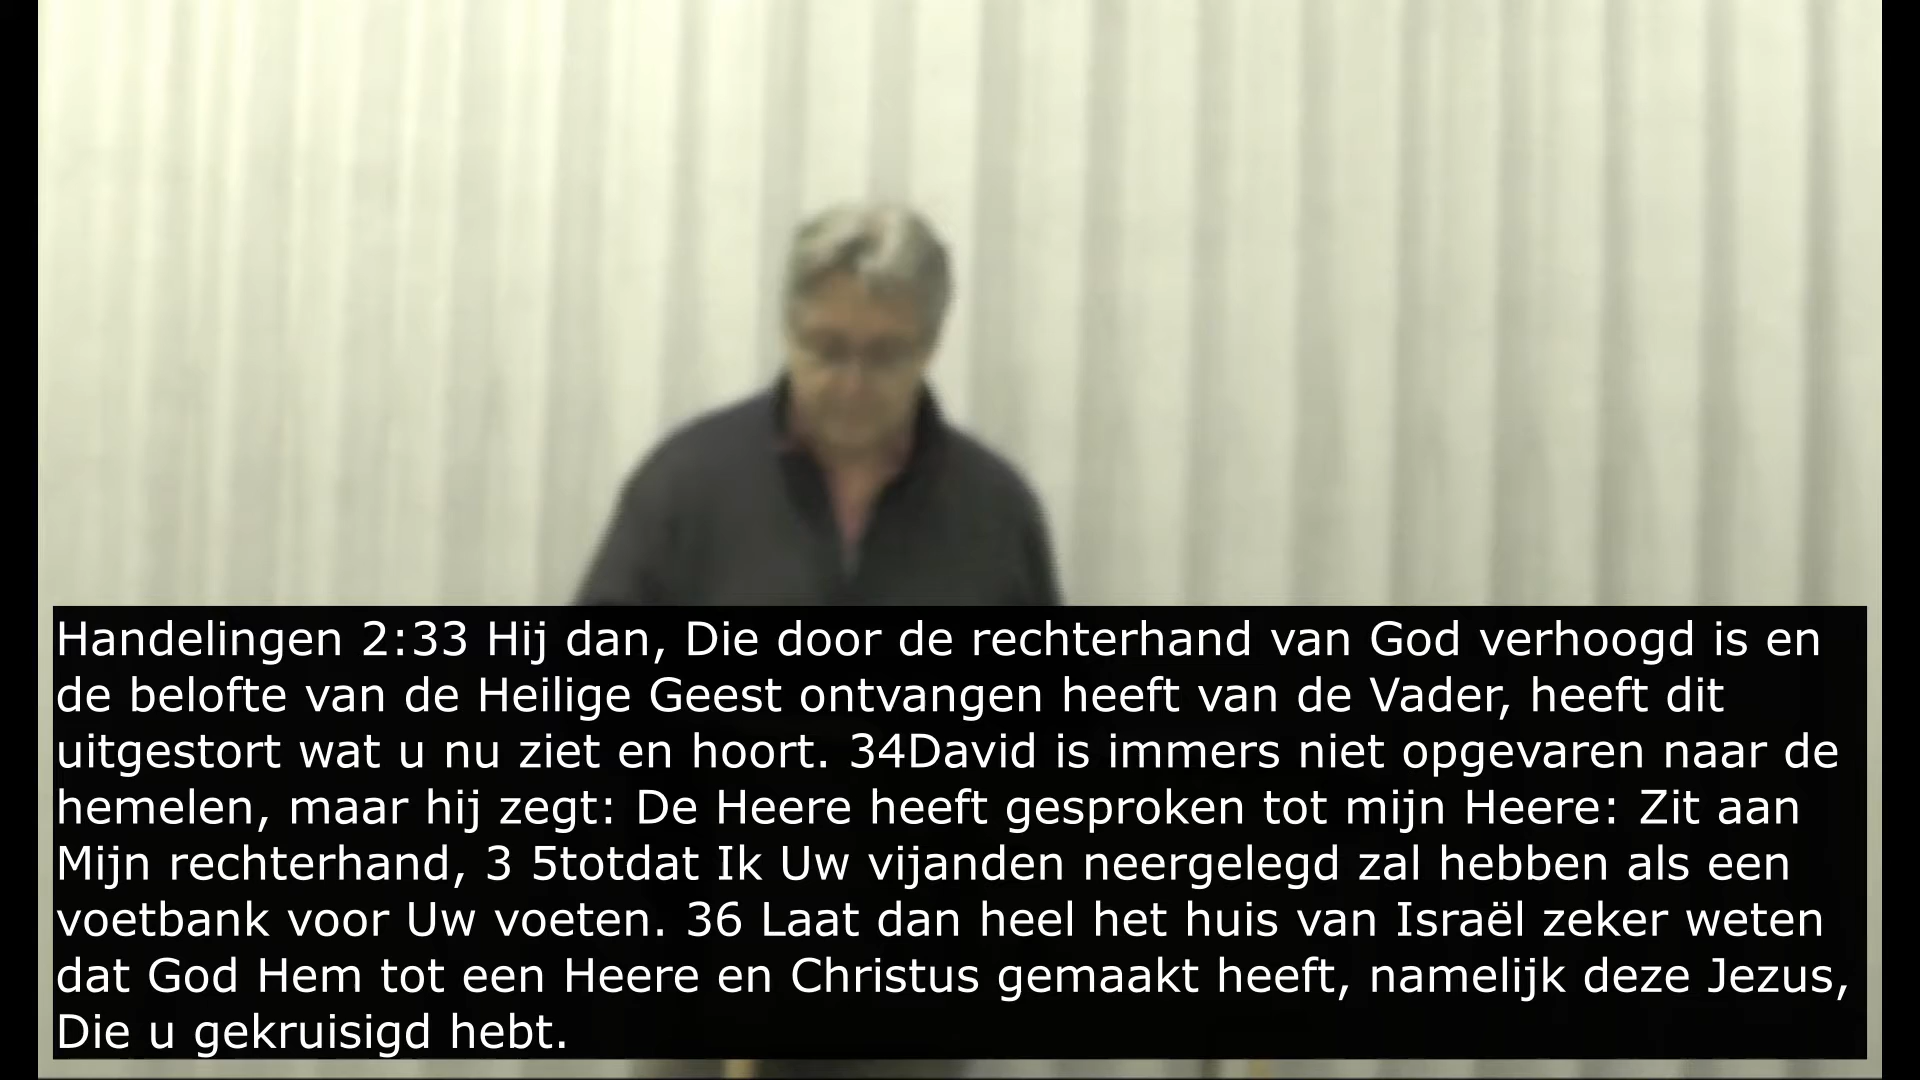 Handelingen 2:33 Hij dan, Die door de rechterhand van God verhoogd is en
de belofte van de Heilige Geest ontvangen heeft van de Vader, heeft dit
uitgestort wat u nu ziet en hoort. 34David is immers niet opgevaren naar de
hemelen, maar hij zegt: De Heere heeft gesproken tot mijn Heere: Zit aan
Mijn rechterhand, 3 5totdat Ik Uw vijanden neergelegd zal hebben als een
voetbank voor Uw voeten. 36 Laat dan heel het huis van Israël zeker weten
dat God Hem tot een Heere en Christus gemaakt heeft, namelijk deze Jezus,
Die u gekruisigd hebt.